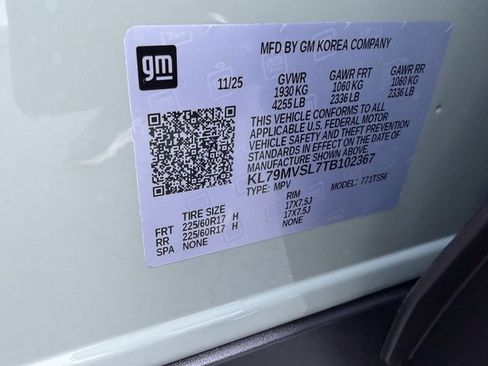 gm
MFD BY GM KOREA COMPANY
11/25 GVWR GAWR FRT GAWR RR
1930 KG 1060 KG 1060 KG
4255 LB 2336 LB 2336 LB
THIS VEHICLE CONFORMS TO ALL
APPLICABLE U.S. FEDERAL MOTOR
VEHICLE SAFETY AND THEFT PREVENTION
STANDARDS IN EFFECT ON THE DATE OF
MANUFACTURE SHOWN ABOVE.
KL79MVSL7TB102367
TYPE: MPV MODEL: 771TS56
TIRE SIZE RIM
FRT 225/60R17 H 17X7.5J
RR 225/60R17 H 17X7.5J
SPA NONE NONE